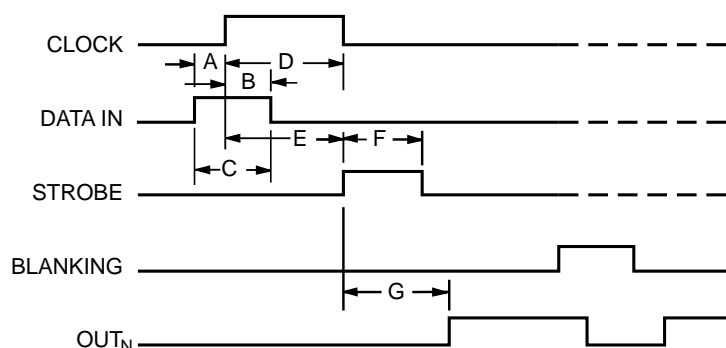 CLOCK
A D
B
DATA IN
E F
C
STROBE
BLANKING
G
OUTN